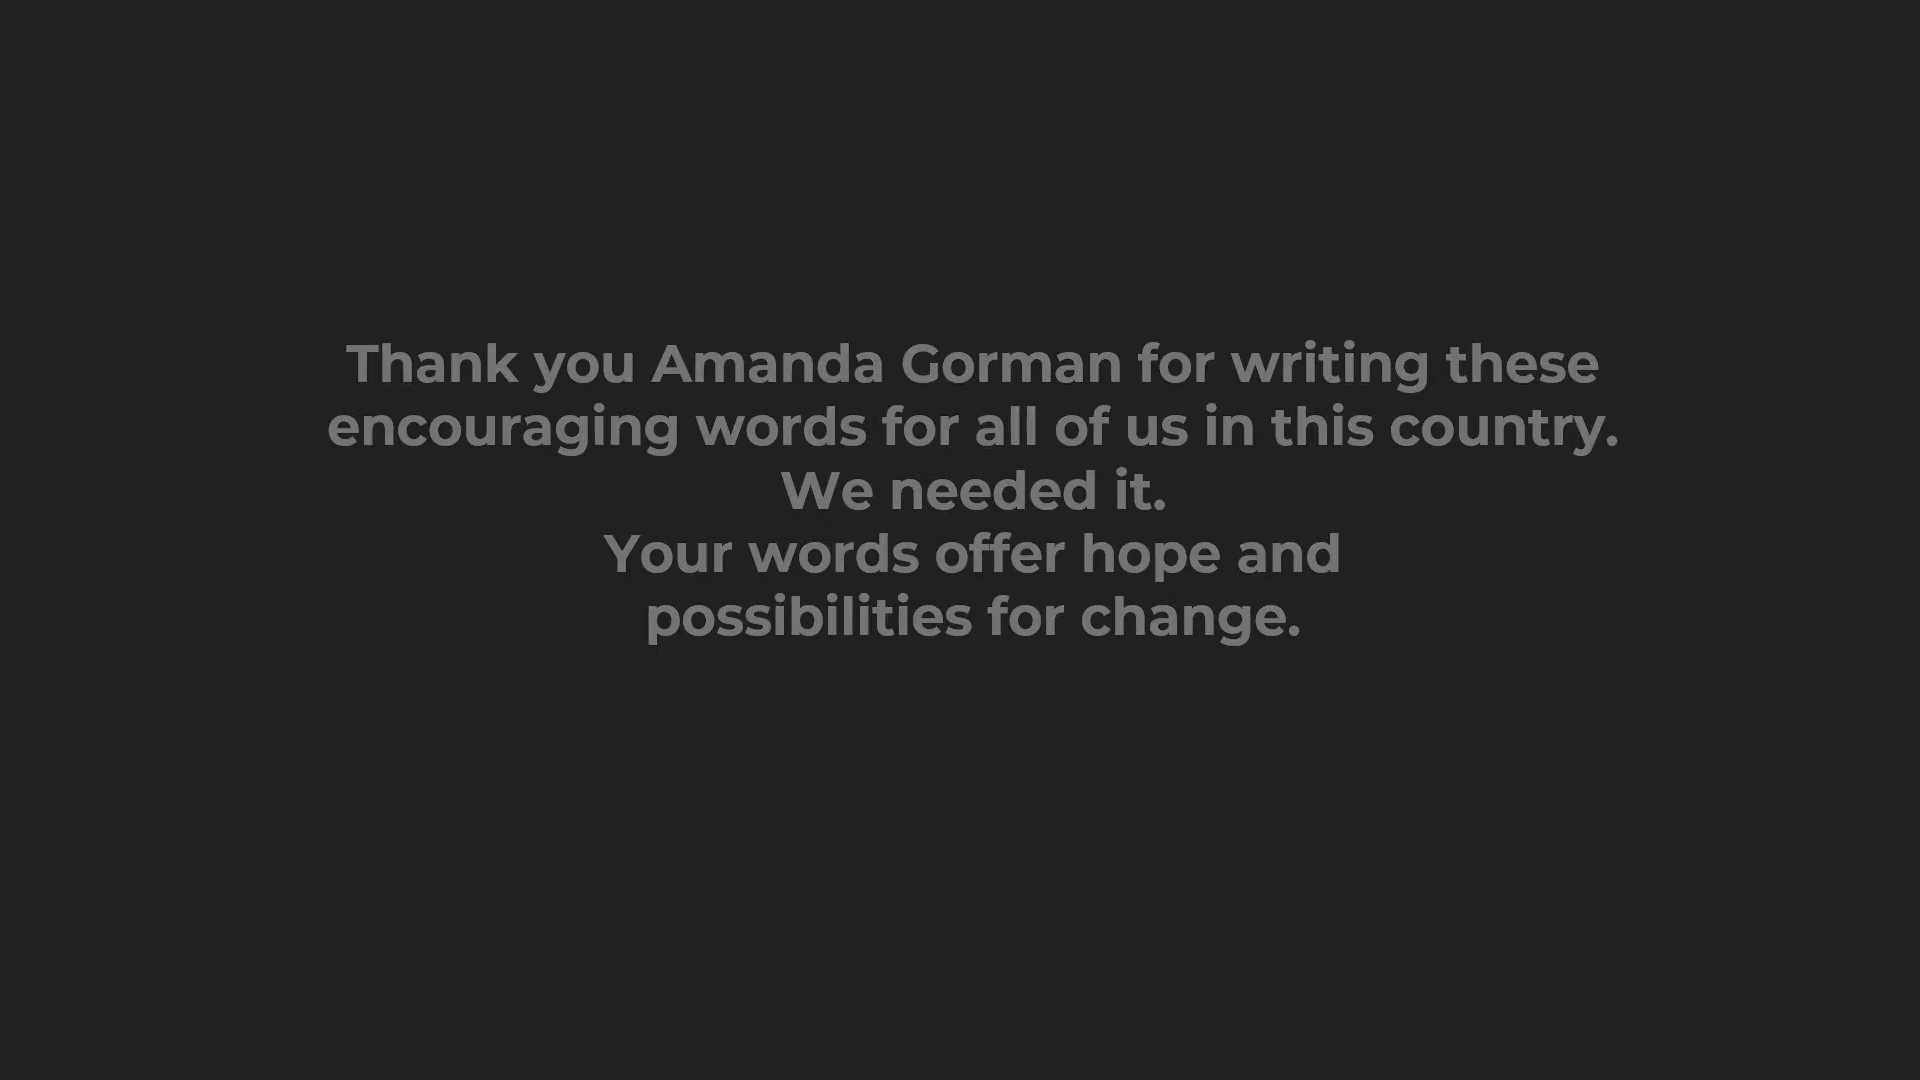 Thank you Amanda Gorman for writing these
encouraging words for all of us in this country.
We needed it.
Your words offer hope and
possibilities for change.